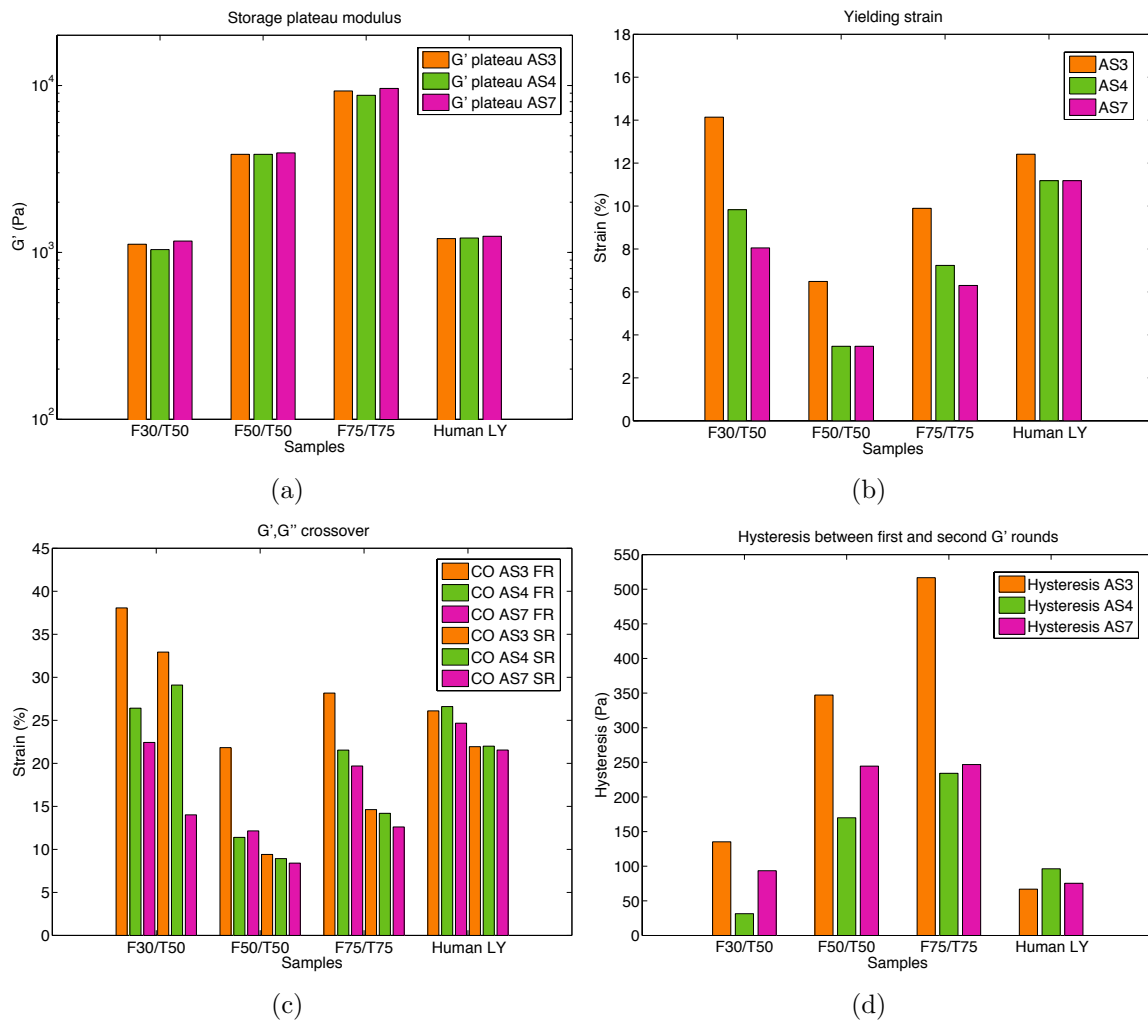 Storage plateau modulus
G' plateau AS3
G' plateau AS4
G' plateau AS7
10^4
10^3
10^2
G' (Pa)
F30/T50 F50/T50 F75/T75 Human LY
Samples
(a)
Yielding strain
AS3
AS4
AS7
18
16
14
12
10
8
6
4
2
0
Strain (%)
F30/T50 F50/T50 F75/T75 Human LY
Samples
(b)
G',G'' crossover
CO AS3 FR
CO AS4 FR
CO AS7 FR
CO AS3 SR
CO AS4 SR
CO AS7 SR
45
40
35
30
25
20
15
10
5
0
Strain (%)
F30/T50 F50/T50 F75/T75 Human LY
Samples
(c)
Hysteresis between first and second G' rounds
Hysteresis AS3
Hysteresis AS4
Hysteresis AS7
550
500
450
400
350
300
250
200
150
100
50
0
Hysteresis (Pa)
F30/T50 F50/T50 F75/T75 Human LY
Samples
(d)